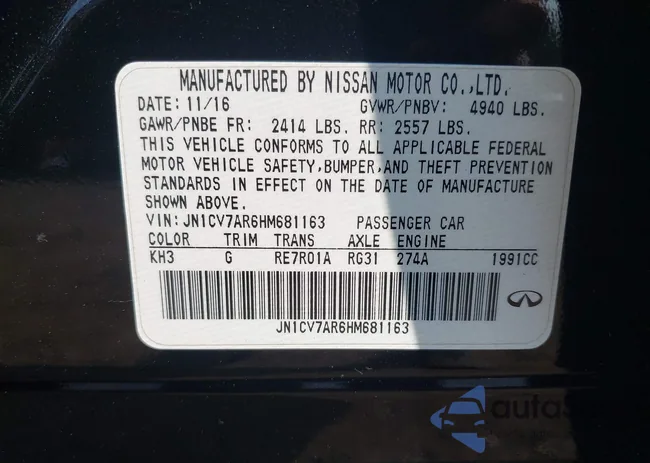 MANUFACTURED BY NISSAN MOTOR CO.,LTD.
DATE: 11/16 GVWR/PNBV: 4940 LBS.
GAWR/PNBE FR: 2414 LBS. RR: 2557 LBS.
THIS VEHICLE CONFORMS TO ALL APPLICABLE FEDERAL
MOTOR VEHICLE SAFETY,BUMPER,AND THEFT PREVENTION
STANDARDS IN EFFECT ON THE DATE OF MANUFACTURE
SHOWN ABOVE.
VIN: JN1CV7AR6HM681163 PASSENGER CAR
COLOR TRIM TRANS AXLE ENGINE
KH3 G RE7R01A RG31 274A 1991CC
JN1CV7AR6HM681163